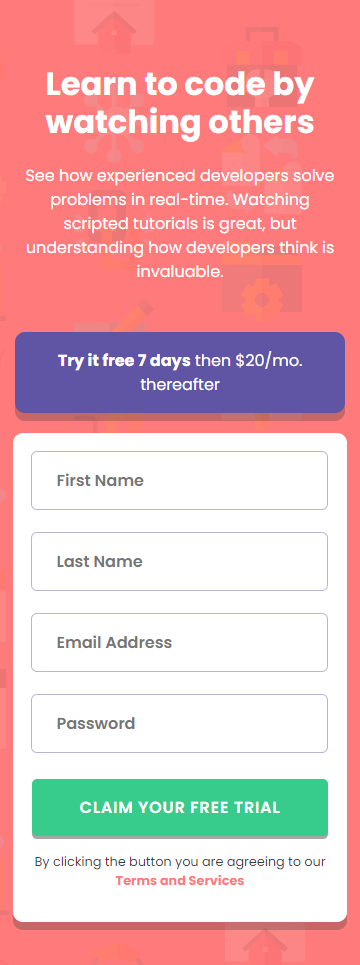 Learn to code by
watching others
See how experienced developers solve
problems in real-time. Watching
scripted tutorials is great, but
understanding how developers think is
invaluable.
Try it free 7 days then $20/mo.
thereafter
First Name
Last Name
Email Address
Password
CLAIM YOUR FREE TRIAL
By clicking the button you are agreeing to our
Terms and Services